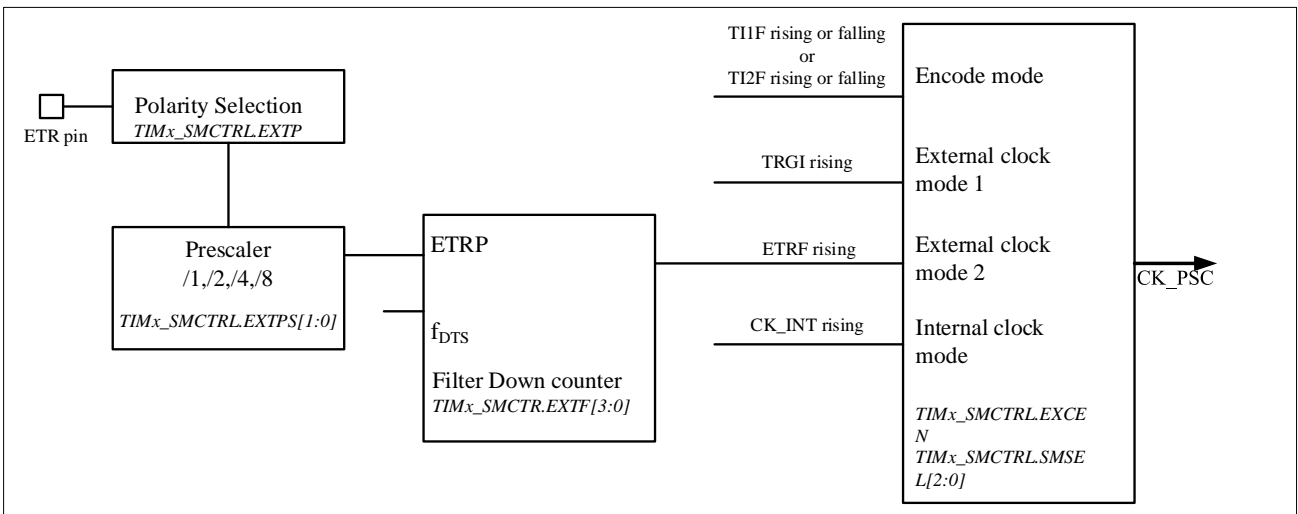 TI1F rising or falling
or
TI2F rising or falling
Encode mode
Polarity Selection
TIMx_SMCTRL.EXTP
ETR pin
TRGI rising
External clock
mode 1
Prescaler
/1,/2,/4,/8
TIMx_SMCTRL.EXTPS[1:0]
ETRP
fDTS
Filter Down counter
TIMx_SMCTR.EXTF[3:0]
ETRF rising
External clock
mode 2
CK_PSC
CK_INT rising
Internal clock
mode
TIMx_SMCTRL.EXCE
N
TIMx_SMCTRL.SMSE
L[2:0]